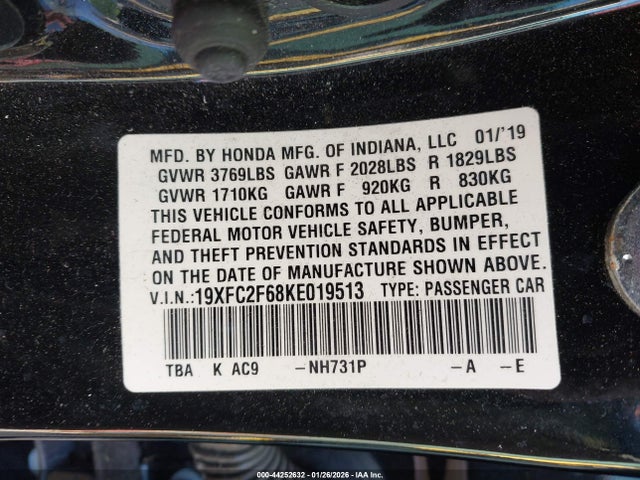 MFD. BY HONDA MFG. OF INDIANA, LLC 01/'19
GVWR 3769LBS GAWR F 2028LBS R 1829LBS
GVWR 1710KG GAWR F 920KG R 830KG
THIS VEHICLE CONFORMS TO ALL APPLICABLE
FEDERAL MOTOR VEHICLE SAFETY, BUMPER,
AND THEFT PREVENTION STANDARDS IN EFFECT
ON THE DATE OF MANUFACTURE SHOWN ABOVE.
V.I.N.:19XFC2F68KE019513 TYPE: PASSENGER CAR
TBA K AC9 -NH731P -A -E
000-44252632 - 01/26/2026 - IAA Inc.